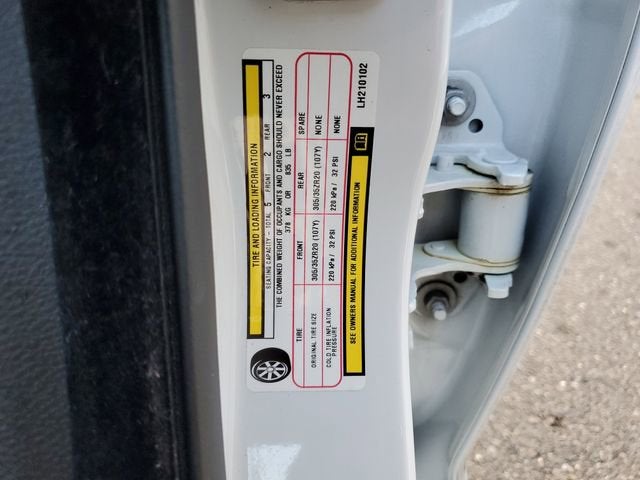 TIRE AND LOADING INFORMATION
SEATING CAPACITY - TOTAL 5 FRONT 2 REAR 3
THE COMBINED WEIGHT OF OCCUPANTS AND CARGO SHOULD NEVER EXCEED
378 KG OR 835 LB
TIRE FRONT REAR SPARE
ORIGINAL TIRE SIZE 305/35ZR20 (107Y) 305/35ZR20 (107Y) NONE
COLD TIRE INFLATION PRESSURE 220 kPa / 32 PSI 220 kPa / 32 PSI NONE
SEE OWNERS MANUAL FOR ADDITIONAL INFORMATION
LH210102